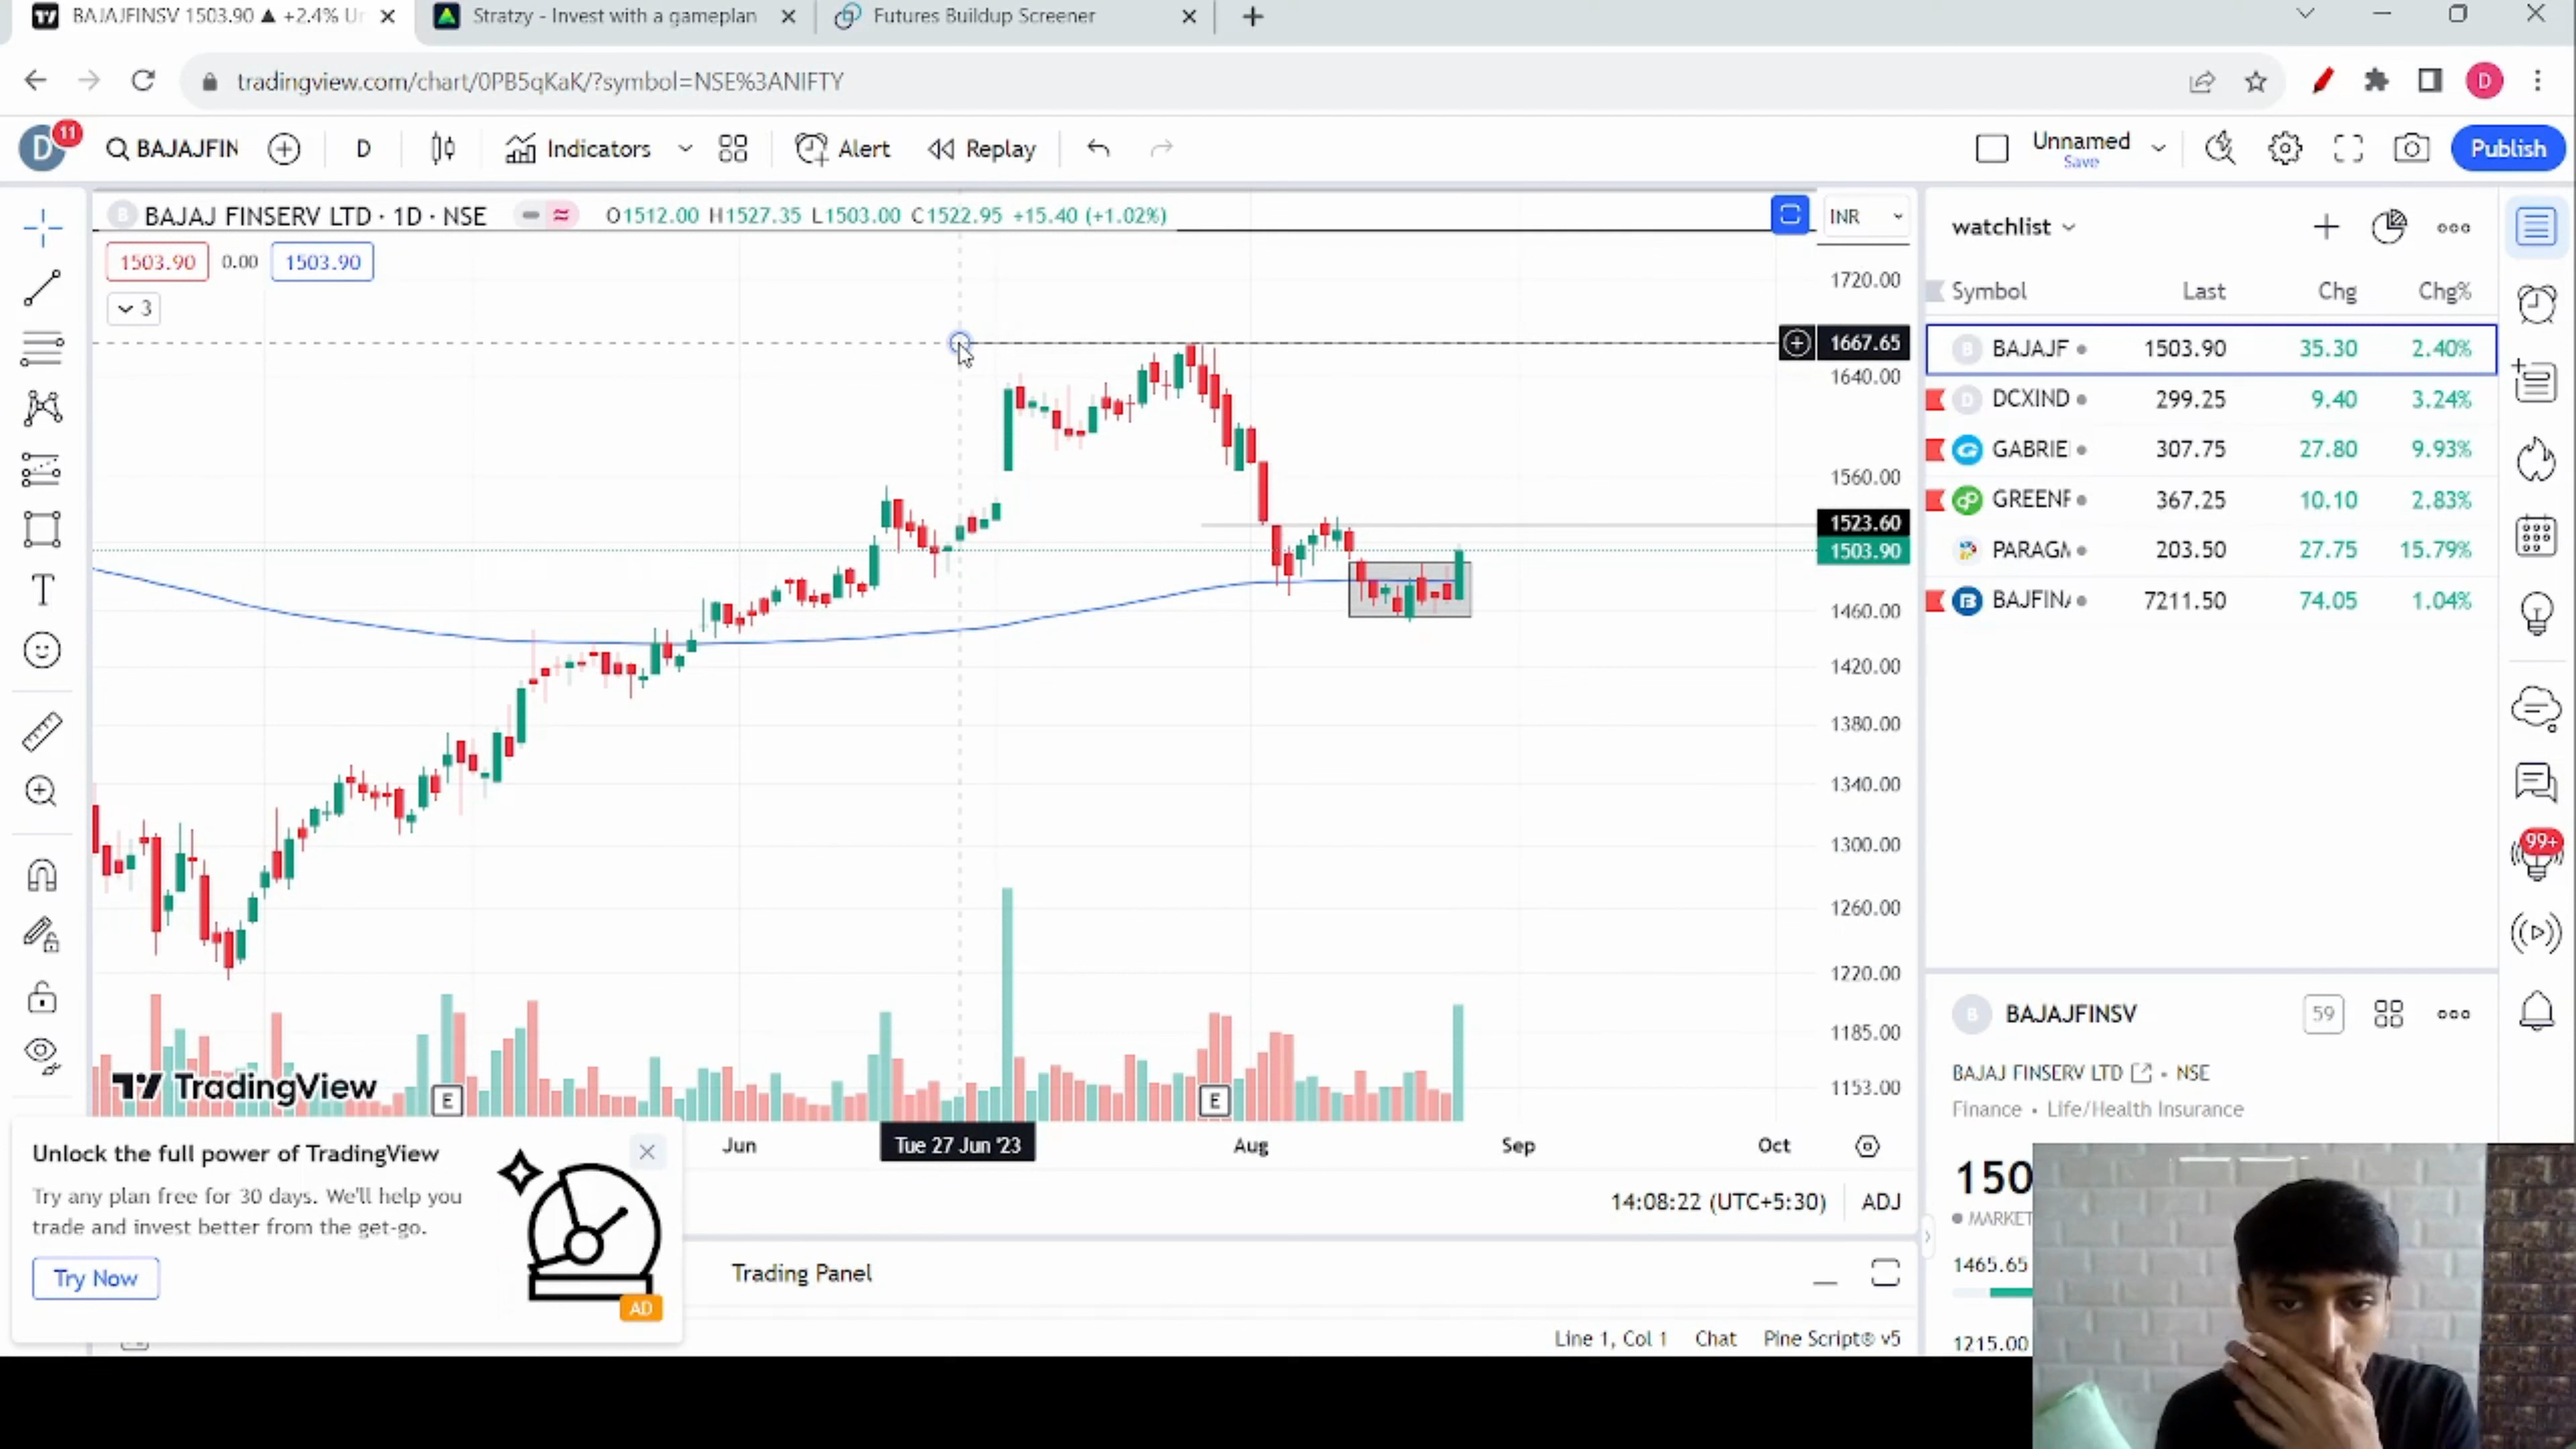 BAJAJFINSV 1503.90 ▲ +2.4% Ur
Stratzy - Invest with a gameplan
Futures Buildup Screener
tradingview.com/chart/0PB5qKaK/?symbol=NSE%3ANIFTY
D
D 11
BAJAJFIN
D
Indicators
Alert
Replay
Unnamed
Save
Publish
B BAJAJ FINSERV LTD · 1D · NSE
O1512.00 H1527.35 L1503.00 C1522.95 +15.40 (+1.02%)
INR
1503.90 0.00 1503.90
3
1720.00
1667.65
1640.00
1560.00
1523.60
1503.90
1460.00
1420.00
1380.00
1340.00
1300.00
1260.00
1220.00
1185.00
1153.00
TradingView
E
E
Jun
Tue 27 Jun '23
Aug
Sep
Oct
14:08:22 (UTC+5:30)
ADJ
Unlock the full power of TradingView
Try any plan free for 30 days. We'll help you
trade and invest better from the get-go.
Try Now
AD
Trading Panel
Line 1, Col 1 Chat Pine Script® v5
watchlist
Symbol Last Chg Chg%
B BAJAJF 1503.90 35.30 2.40%
D DCXIND 299.25 9.40 3.24%
GABRIE 307.75 27.80 9.93%
GREENF 367.25 10.10 2.83%
PARAGM 203.50 27.75 15.79%
BAJFINA 7211.50 74.05 1.04%
B BAJAJFINSV 59
BAJAJ FINSERV LTD • NSE
Finance • Life/Health Insurance
150
MARKET
1465.65
1215.00
99+